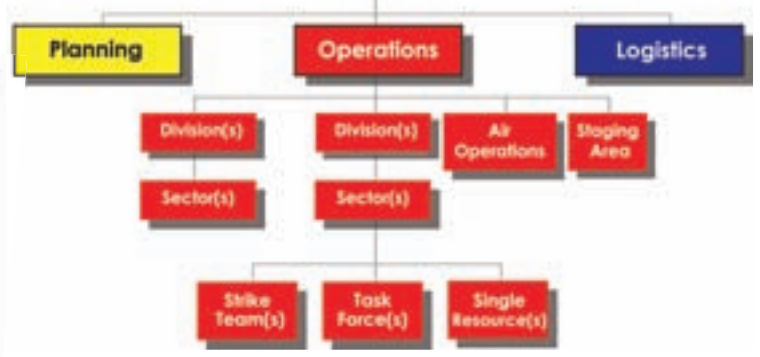 Planning
Operations
Logistics
Division(s)
Division(s)
Air
Operations
Staging
Area
Sector(s)
Sector(s)
Strike
Team(s)
Task
Force(s)
Single
Resource(s)